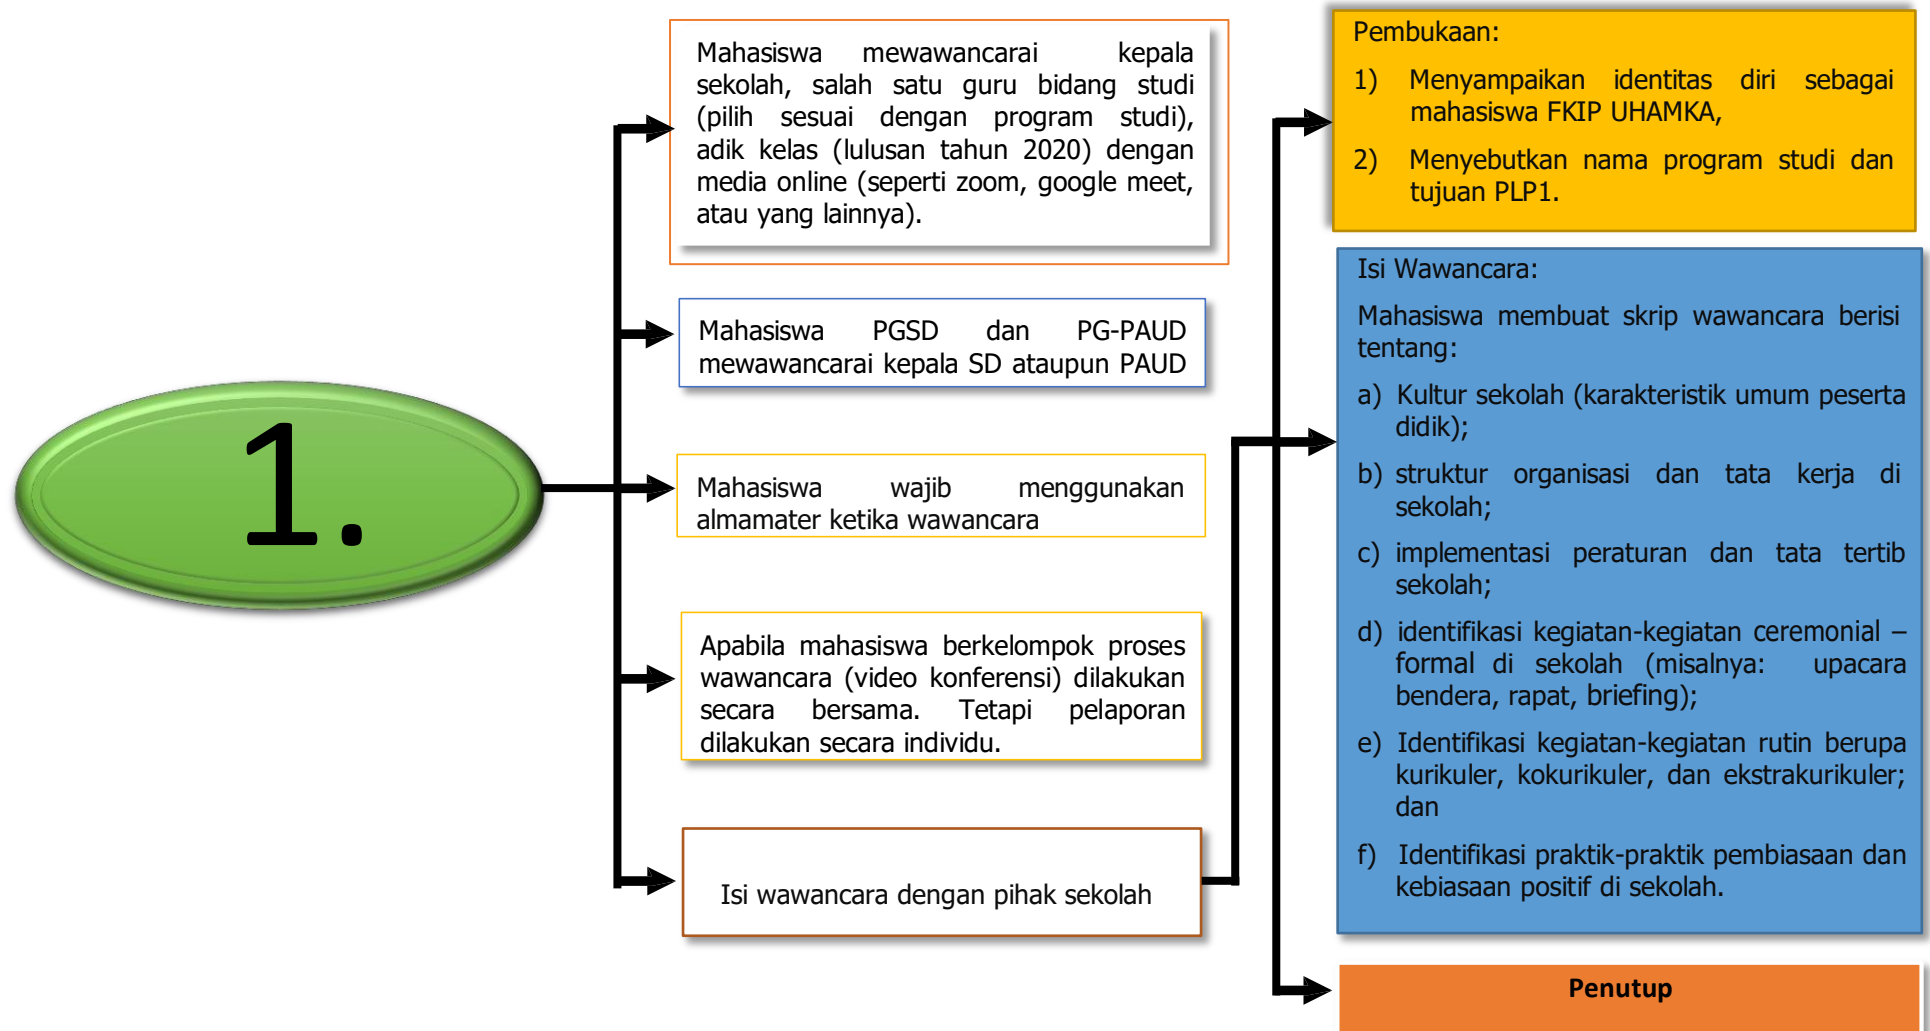 1.
Mahasiswa mewawancarai kepala
sekolah, salah satu guru bidang studi
(pilih sesuai dengan program studi),
adik kelas (lulusan tahun 2020) dengan
media online (seperti zoom, google meet,
atau yang lainnya).
Mahasiswa PGSD dan PG-PAUD
mewawancarai kepala SD ataupun PAUD
Mahasiswa wajib menggunakan
almamater ketika wawancara
Apabila mahasiswa berkelompok proses
wawancara (video konferensi) dilakukan
secara bersama. Tetapi pelaporan
dilakukan secara individu.
Isi wawancara dengan pihak sekolah
Pembukaan:
1) Menyampaikan identitas diri sebagai
mahasiswa FKIP UHAMKA,
2) Menyebutkan nama program studi dan
tujuan PLP1.
Isi Wawancara:
Mahasiswa membuat skrip wawancara berisi
tentang:
a) Kultur sekolah (karakteristik umum peserta
didik);
b) struktur organisasi dan tata kerja di
sekolah;
c) implementasi peraturan dan tata tertib
sekolah;
d) identifikasi kegiatan-kegiatan ceremonial –
formal di sekolah (misalnya: upacara
bendera, rapat, briefing);
e) Identifikasi kegiatan-kegiatan rutin berupa
kurikuler, kokurikuler, dan ekstrakurikuler;
dan
f) Identifikasi praktik-praktik pembiasaan dan
kebiasaan positif di sekolah.
Penutup